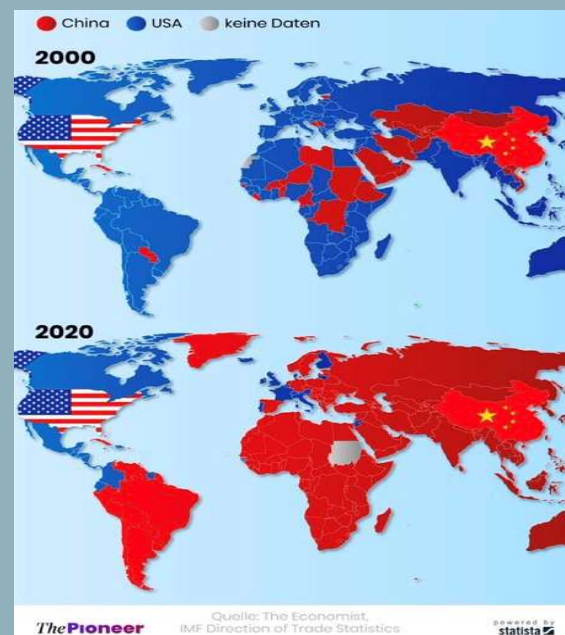 China USA keine Daten
2000
2020
ThePioneer
Quelle: The Economist,
IMF Direction of Trade Statistics
powered by
statista